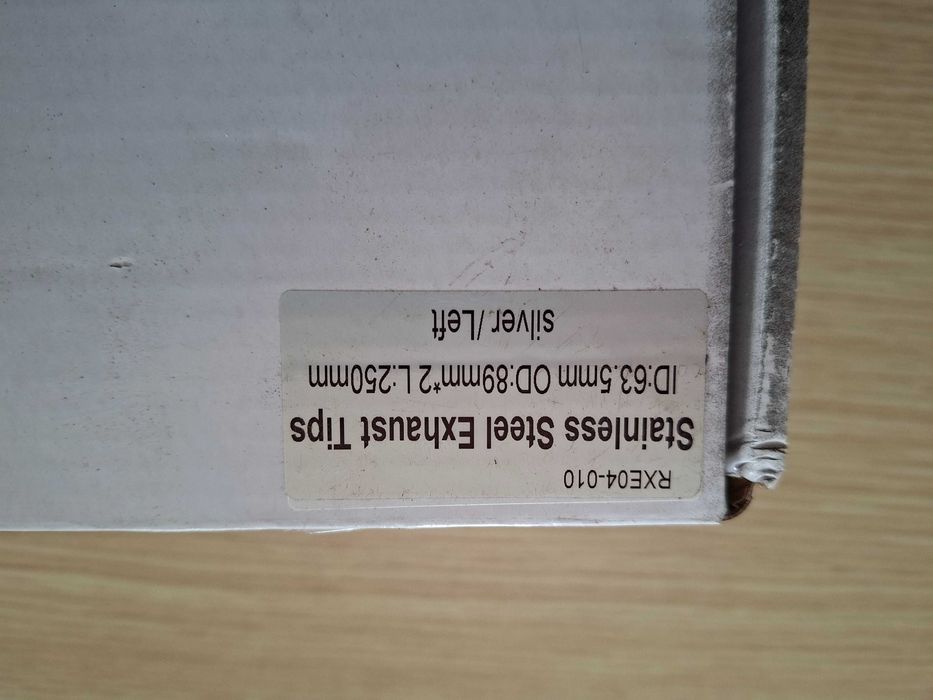 RXE04-010
Stainless Steel Exhaust Tips
ID:63.5mm OD:89mm*2 L:250mm
silver/Left